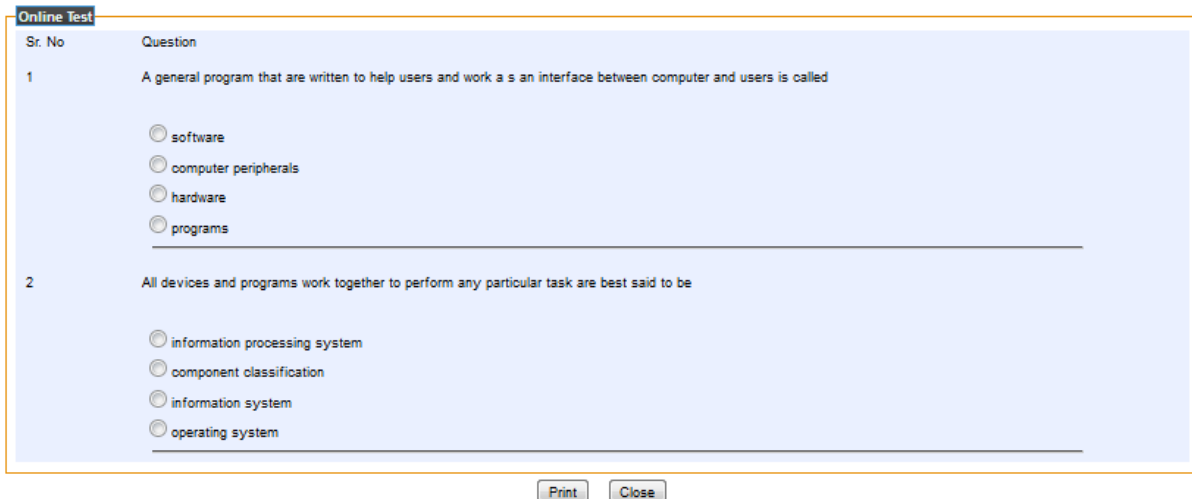 Online Test
Sr. No Question
1 A general program that are written to help users and work a s an interface between computer and users is called
software
computer peripherals
hardware
programs
2 All devices and programs work together to perform any particular task are best said to be
information processing system
component classification
information system
operating system
Print Close